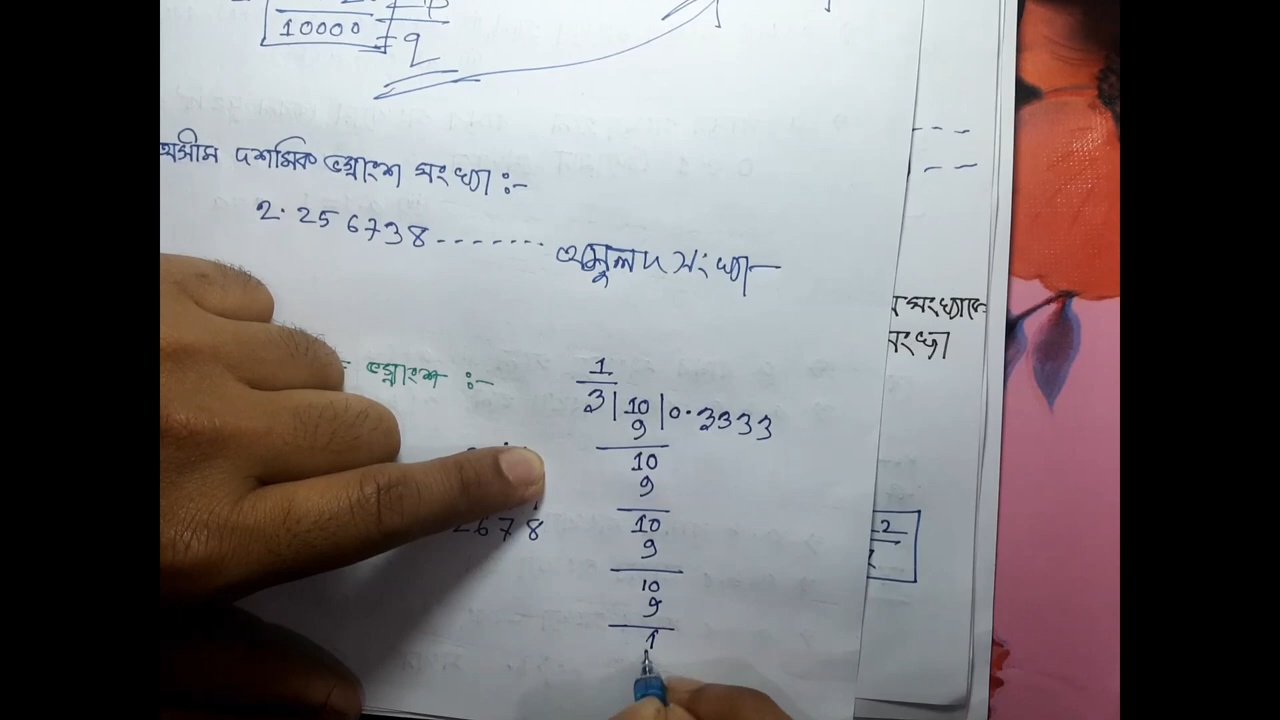 10000 = q
অসীম দশমিক ভগ্নাংশ সংখ্যা :-
2.256738-------
অমুলদ সংখ্যা
ভগ্নাংশ :-
1
3|10|0.3333
9
10
9
10
9
10
9
1
2678
সংখ্যাকে
সংখ্যা
2